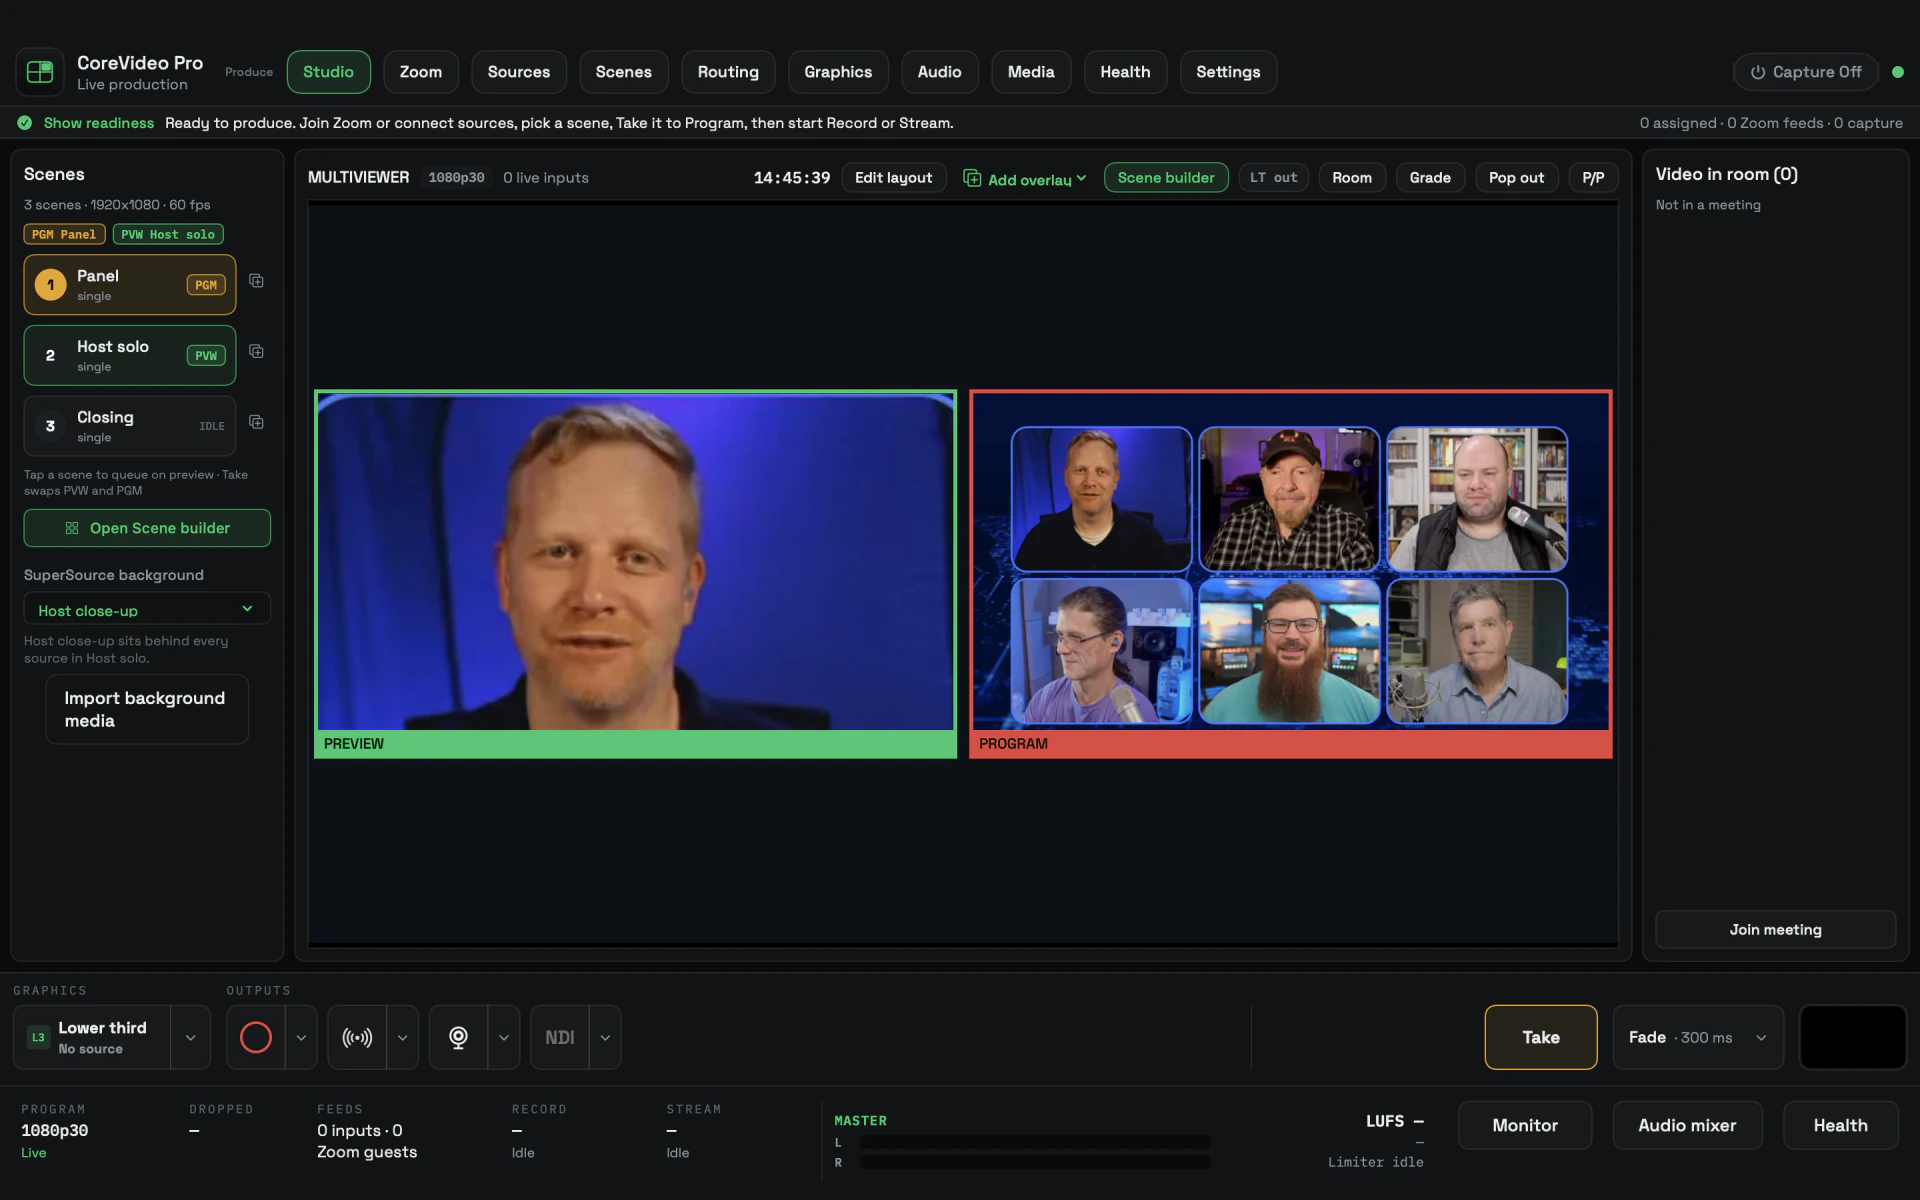 CoreVideo Pro
Live production
Produce
Studio
Zoom
Sources
Scenes
Routing
Graphics
Audio
Media
Health
Settings
Capture Off
Show readiness Ready to produce. Join Zoom or connect sources, pick a scene, Take it to Program, then start Record or Stream.
0 assigned · 0 Zoom feeds · 0 capture
Scenes
3 scenes · 1920x1080 · 60 fps
PGM Panel
PVW Host solo
1
Panel
single
PGM
2
Host solo
single
PVW
3
Closing
single
IDLE
Tap a scene to queue on preview · Take
swaps PVW and PGM
Open Scene builder
SuperSource background
Host close-up
Host close-up sits behind every
source in Host solo.
Import background
media
MULTIVIEWER
1080p30
0 live inputs
14:45:39
Edit layout
Add overlay
Scene builder
LT out
Room
Grade
Pop out
P/P
PREVIEW
PROGRAM
Video in room (0)
Not in a meeting
Join meeting
GRAPHICS
L3
Lower third
No source
OUTPUTS
NDI
Take
Fade · 300 ms
PROGRAM
1080p30
Live
DROPPED
—
FEEDS
0 inputs · 0
Zoom guests
RECORD
—
Idle
STREAM
—
Idle
MASTER
L
R
LUFS —
—
Limiter idle
Monitor
Audio mixer
Health